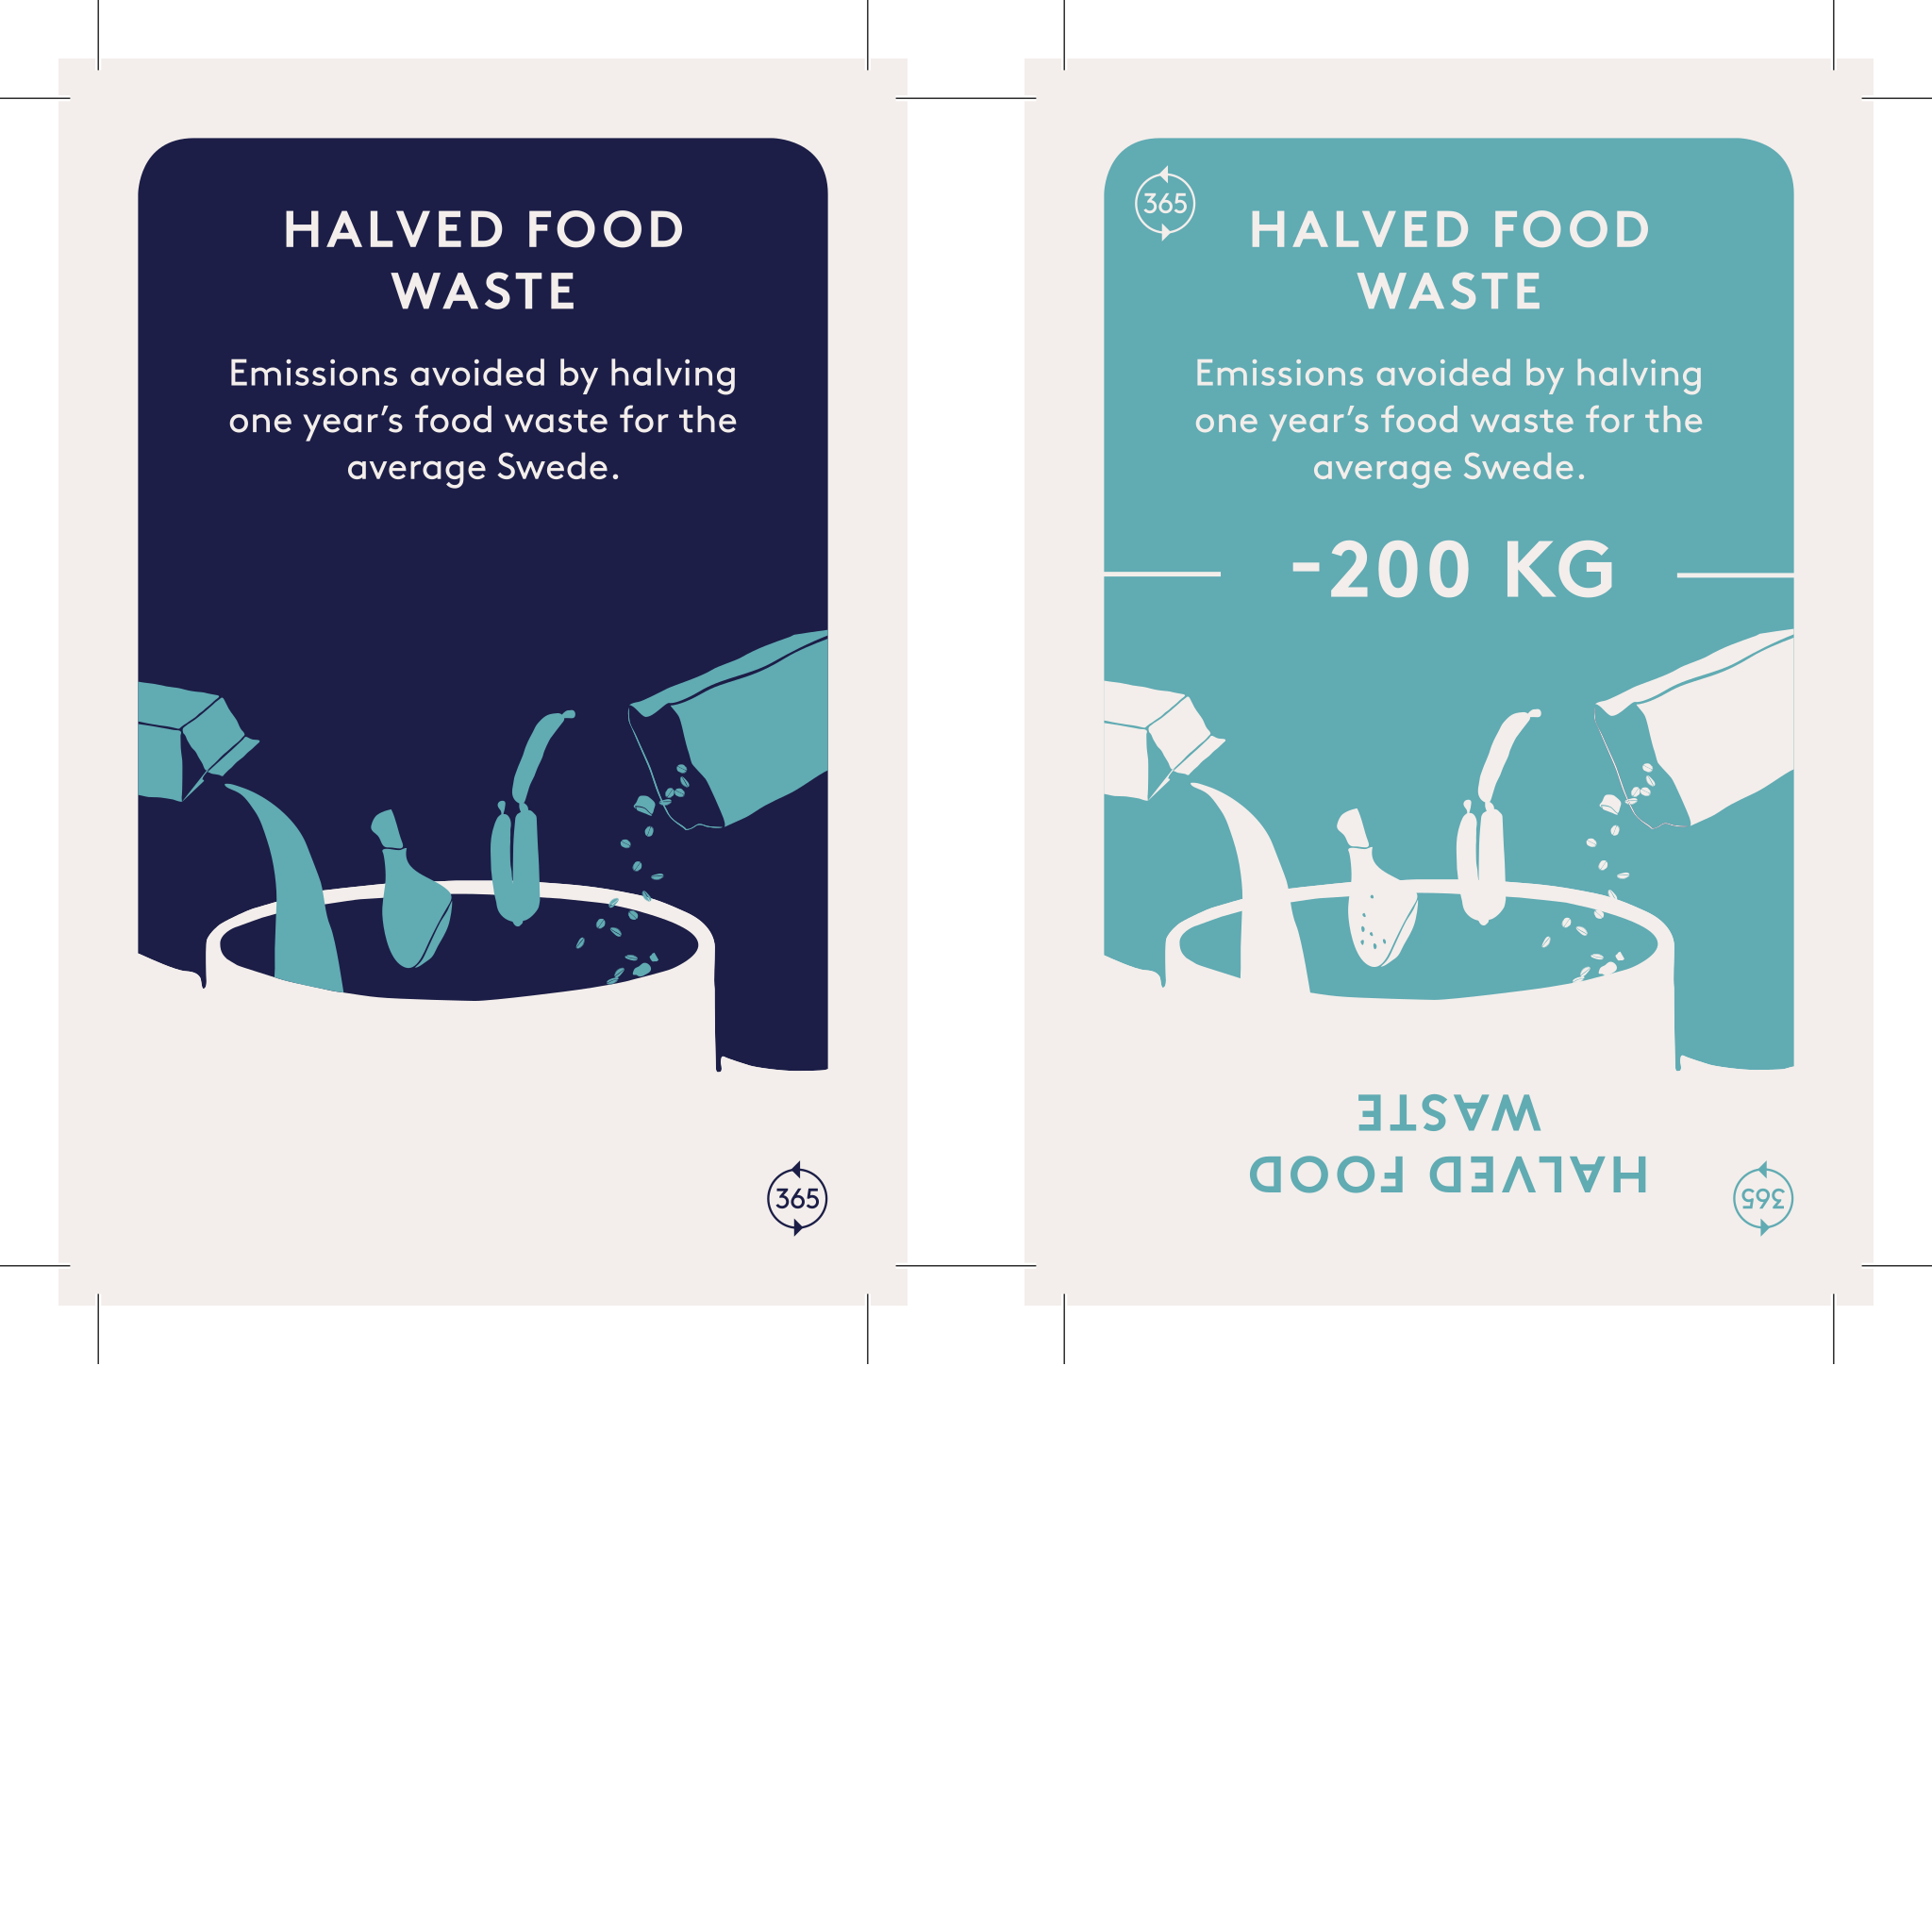 HALVED FOOD
WASTE
Emissions avoided by halving
one year’s food waste for the
average Swede.
365
365
HALVED FOOD
WASTE
Emissions avoided by halving
one year’s food waste for the
average Swede.
-200 KG
HALVED FOOD
WASTE
365